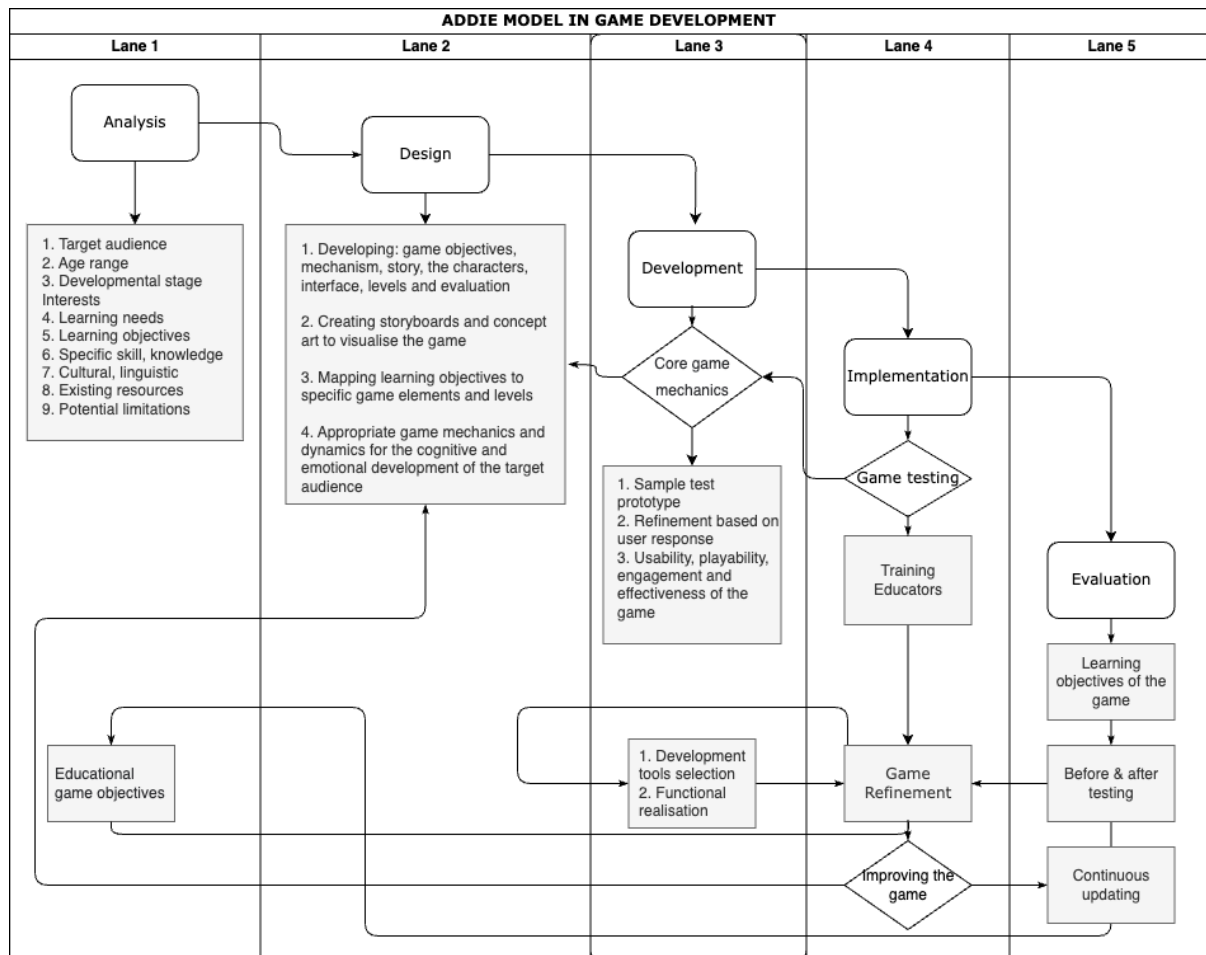 ADDIE MODEL IN GAME DEVELOPMENT
Lane 1
Lane 2
Lane 3
Lane 4
Lane 5
Analysis
1. Target audience
2. Age range
3. Developmental stage
Interests
4. Learning needs
5. Learning objectives
6. Specific skill, knowledge
7. Cultural, linguistic
8. Existing resources
9. Potential limitations
Design
1. Developing: game objectives,
mechanism, story, the characters,
interface, levels and evaluation
2. Creating storyboards and concept
art to visualise the game
3. Mapping learning objectives to
specific game elements and levels
4. Appropriate game mechanics and
dynamics for the cognitive and
emotional development of the target
audience
Development
Core game
mechanics
1. Sample test
prototype
2. Refinement based on
user response
3. Usability, playability,
engagement and
effectiveness of the
game
Implementation
Game testing
Training
Educators
Evaluation
Learning
objectives of the
game
Educational
game objectives
1. Development
tools selection
2. Functional
realisation
Game
Refinement
Before & after
testing
Improving the
game
Continuous
updating